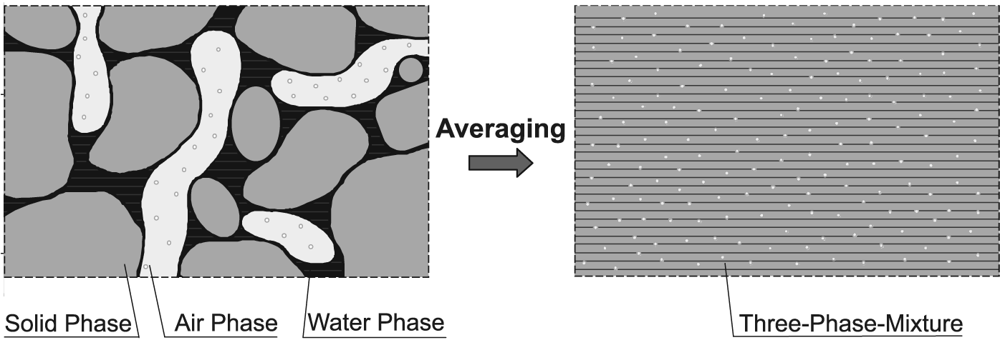 Averaging
Solid Phase
Air Phase
Water Phase
Three-Phase-Mixture